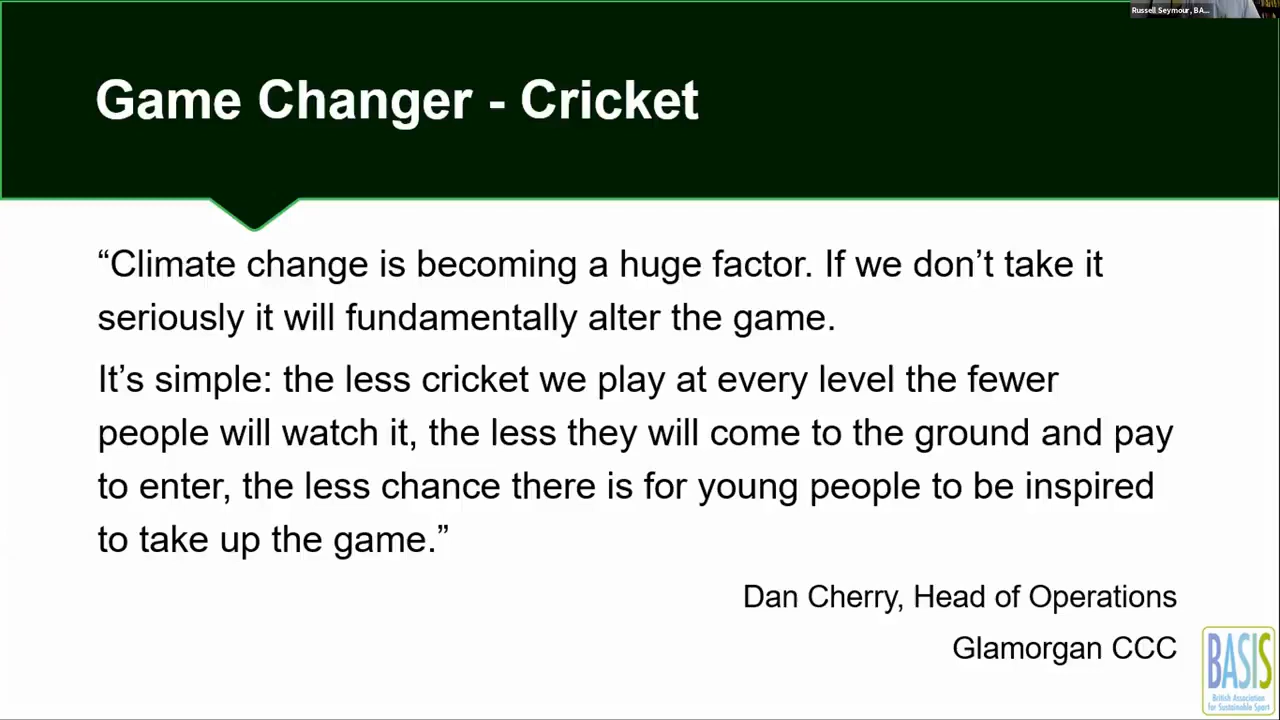 Russell Seymour, BA...
Game Changer - Cricket
“Climate change is becoming a huge factor. If we don’t take it
seriously it will fundamentally alter the game.
It’s simple: the less cricket we play at every level the fewer
people will watch it, the less they will come to the ground and pay
to enter, the less chance there is for young people to be inspired
to take up the game.”
Dan Cherry, Head of Operations
Glamorgan CCC
BASIS
British Association
for Sustainable Sport